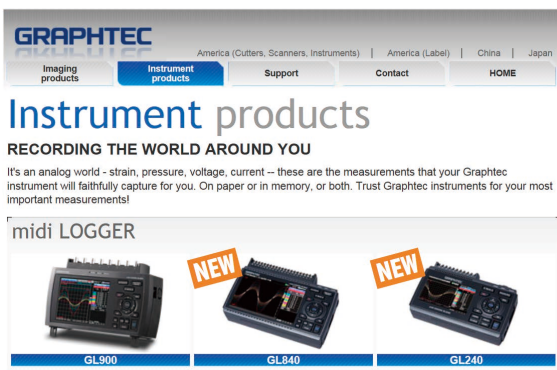 GRAPHTEC
America (Cutters, Scanners, Instruments) | America (Label) | China | Japan
Imaging products
Instrument products
Support
Contact
HOME
Instrument products
RECORDING THE WORLD AROUND YOU
It's an analog world - strain, pressure, voltage, current -- these are the measurements that your Graphtec
instrument will faithfully capture for you. On paper or in memory, or both. Trust Graphtec instruments for your most
important measurements!
midi LOGGER
NEW
NEW
GL900
GL840
GL240